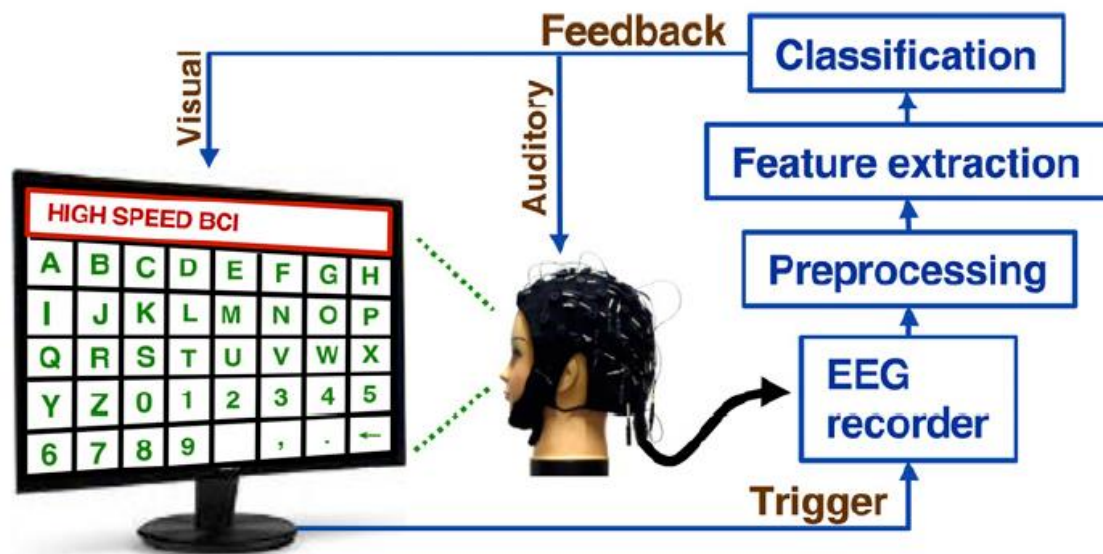 Feedback
Classification
Visual
Auditory
Feature extraction
HIGH SPEED BCI
A B C D E F G H
I J K L M N O P
Q R S T U V W X
Y Z 0 1 2 3 4 5
6 7 8 9 , . ←
Preprocessing
EEG
recorder
Trigger